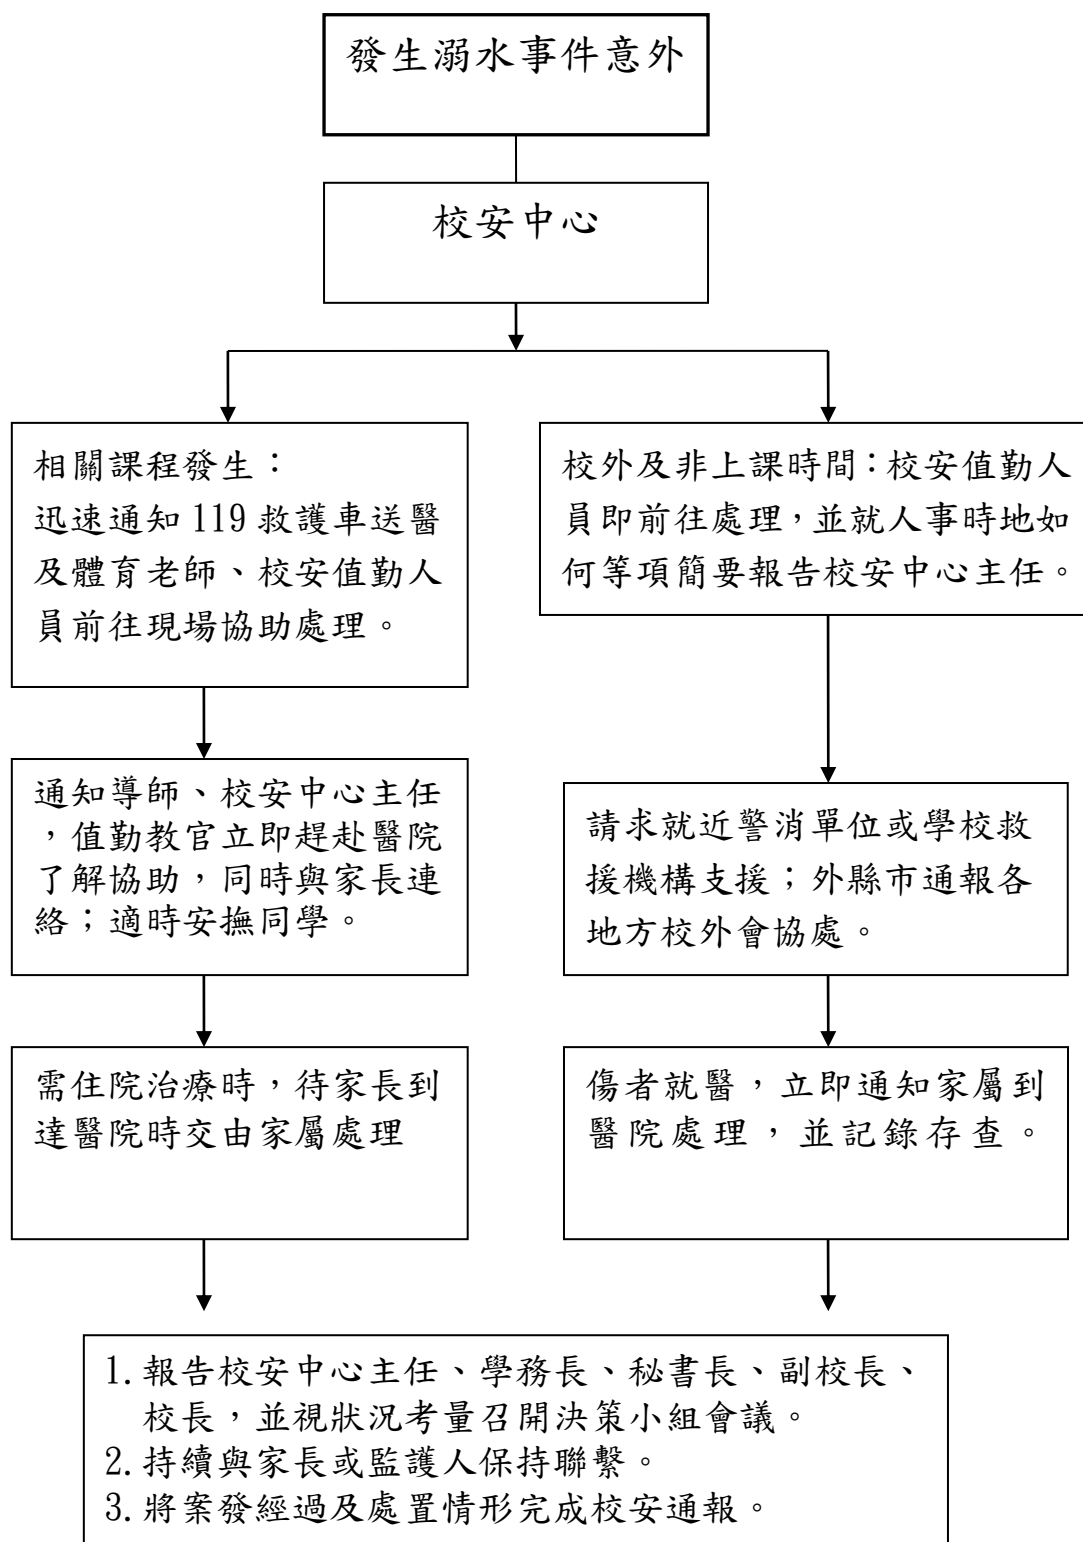 發生溺水事件意外
校安中心
相關課程發生：
迅速通知 119 救護車送醫
及體育老師、校安值勤人
員前往現場協助處理。
校外及非上課時間：校安值勤人
員即前往處理，並就人事時地如
何等項簡要報告校安中心主任。
通知導師、校安中心主任
，值勤教官立即趕赴醫院
了解協助，同時與家長連
絡；適時安撫同學。
請求就近警消單位或學校救
援機構支援；外縣市通報各
地方校外會協處。
需住院治療時，待家長到
達醫院時交由家屬處理
傷者就醫，立即通知家屬到
醫院處理，並記錄存查。
1. 報告校安中心主任、學務長、秘書長、副校長、
校長，並視狀況考量召開決策小組會議。
2. 持續與家長或監護人保持聯繫。
3. 將案發經過及處置情形完成校安通報。